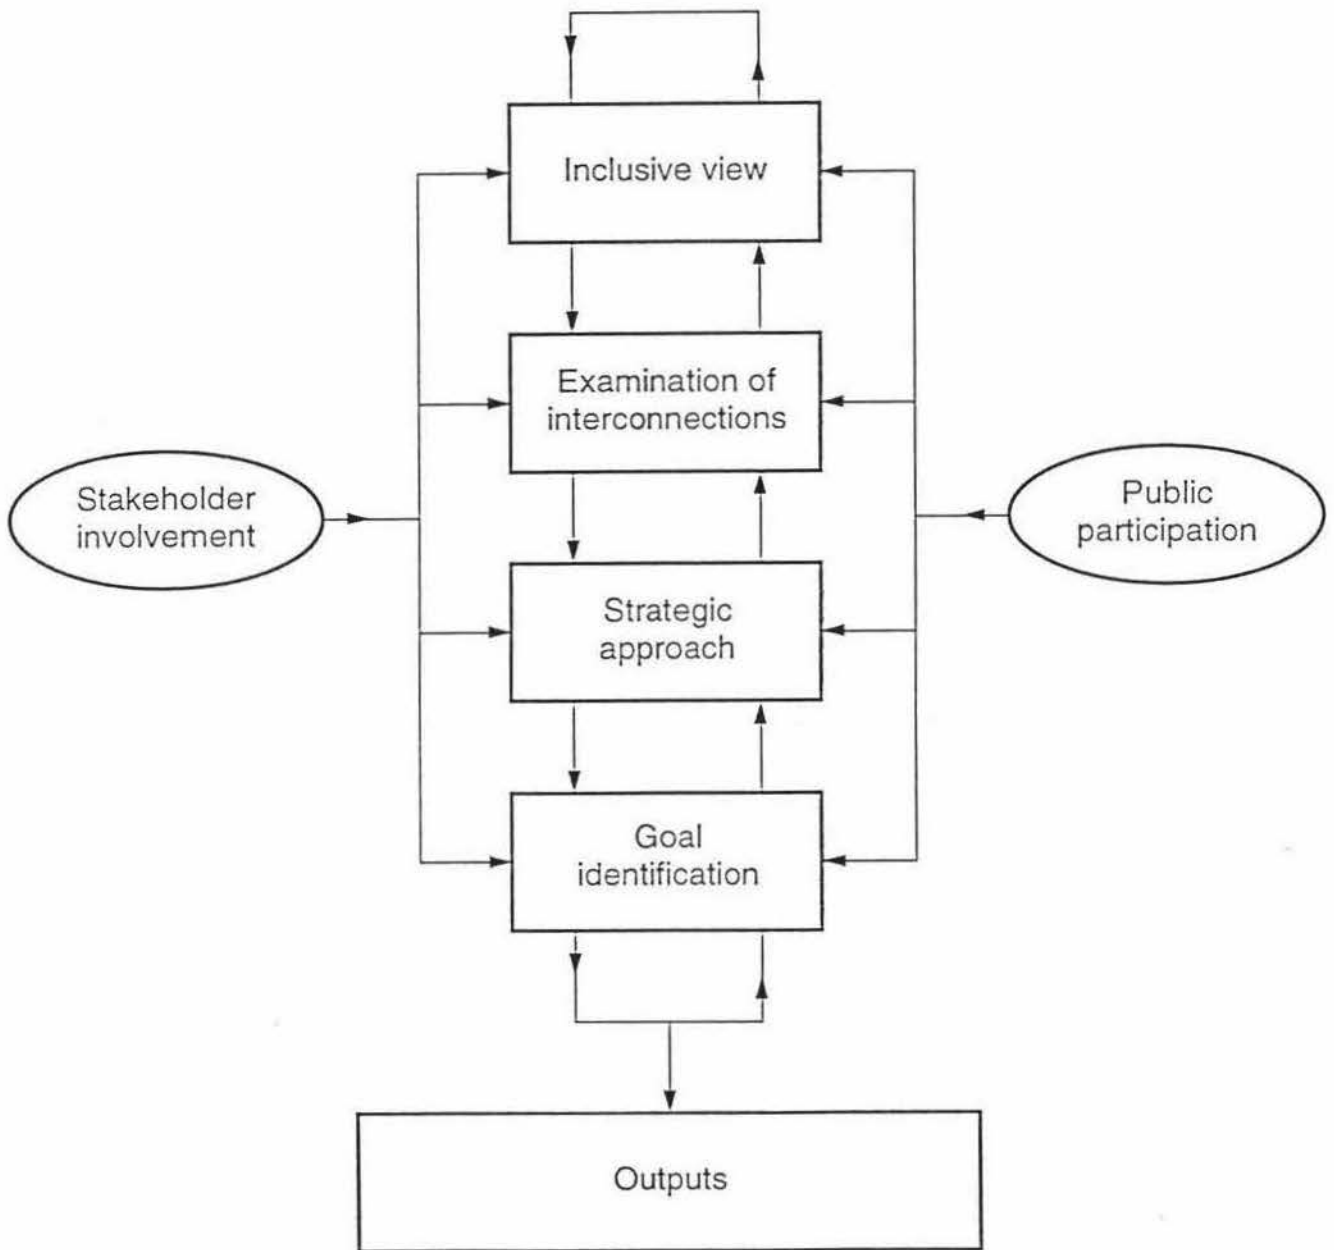 Inclusive view
Examination of
interconnections
Stakeholder
involvement
Public
participation
Strategic
approach
Goal
identification
Outputs